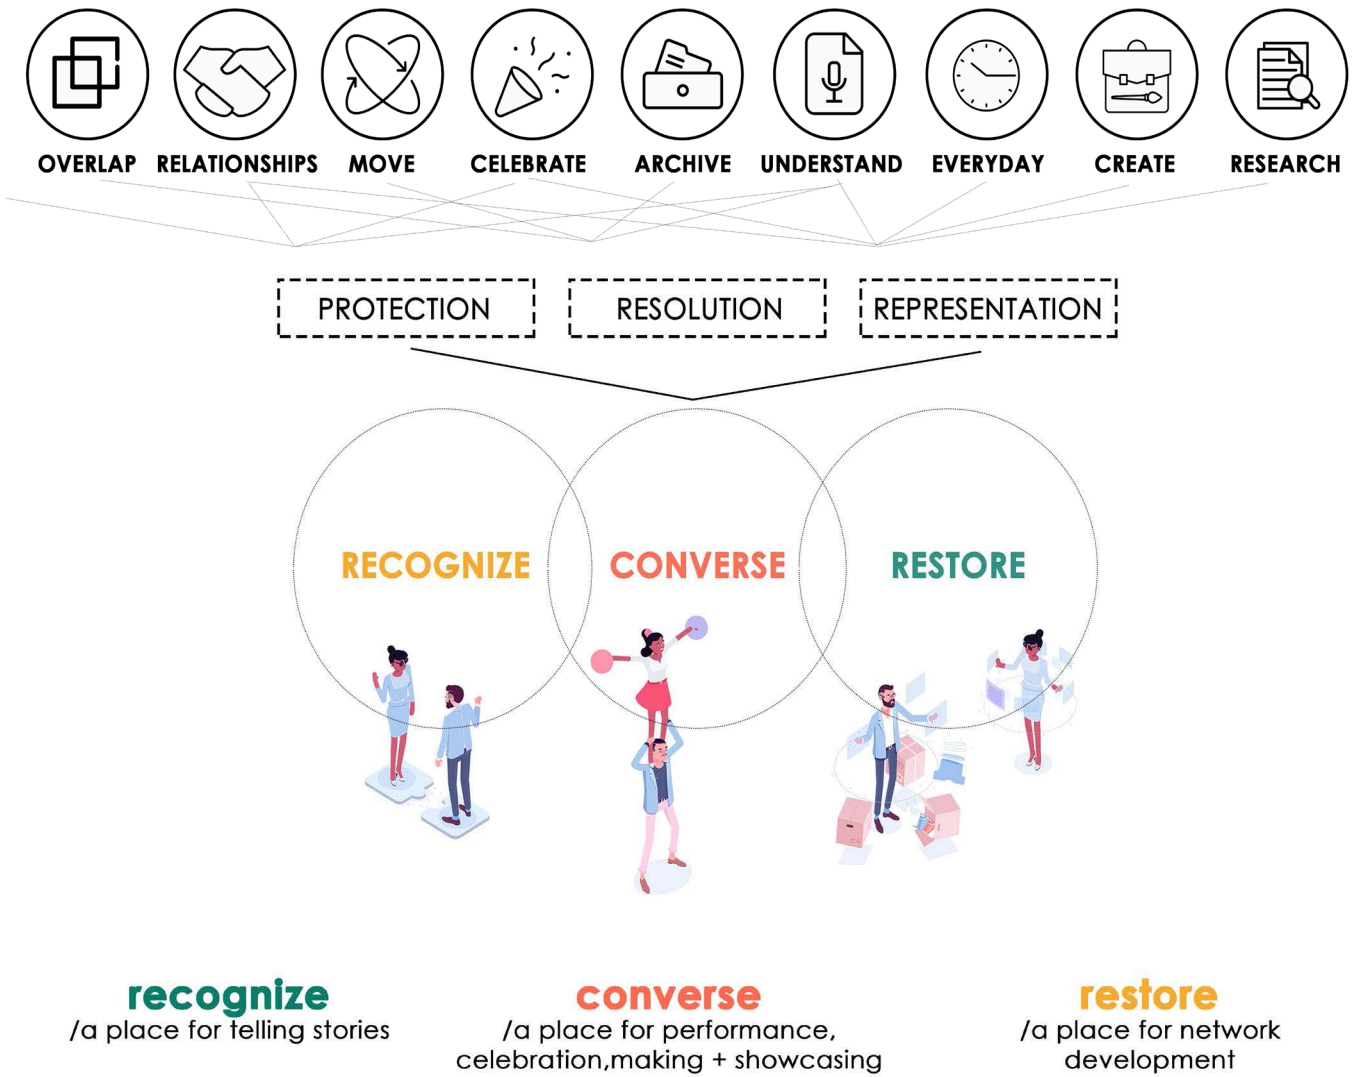 OVERLAP RELATIONSHIPS MOVE CELEBRATE ARCHIVE UNDERSTAND EVERYDAY CREATE RESEARCH
PROTECTION RESOLUTION REPRESENTATION
RECOGNIZE CONVERSE RESTORE
recognize
/a place for telling stories
converse
/a place for performance,
celebration,making + showcasing
restore
/a place for network
development